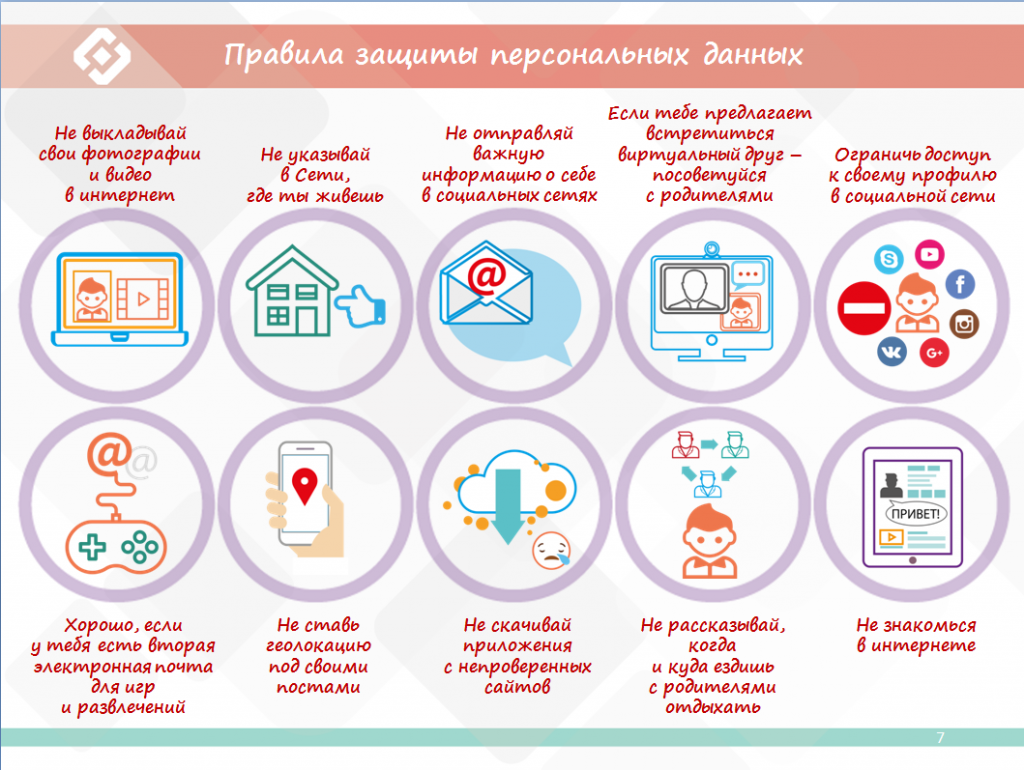 Правила защиты персональных данных
Не выкладывай
свои фотографии
и видео
в интернет
Не указывай
в Сети,
где ты живешь
Не отправляй
важную
информацию о себе
в социальных сетях
Если тебе предлагает
встретиться
виртуальный друг –
посоветуйся
с родителями
Ограничь доступ
к своему профилю
в социальной сети
@
S
f
G+
@
@
ПРИВЕТ!
Хорошо, если
у тебя есть вторая
электронная почта
для игр
и развлечений
Не ставь
геолокацию
под своими
постами
Не скачивай
приложения
с непроверенных
сайтов
Не рассказывай,
когда
и куда ездишь
с родителями
отдыхать
Не знакомься
в интернете
7